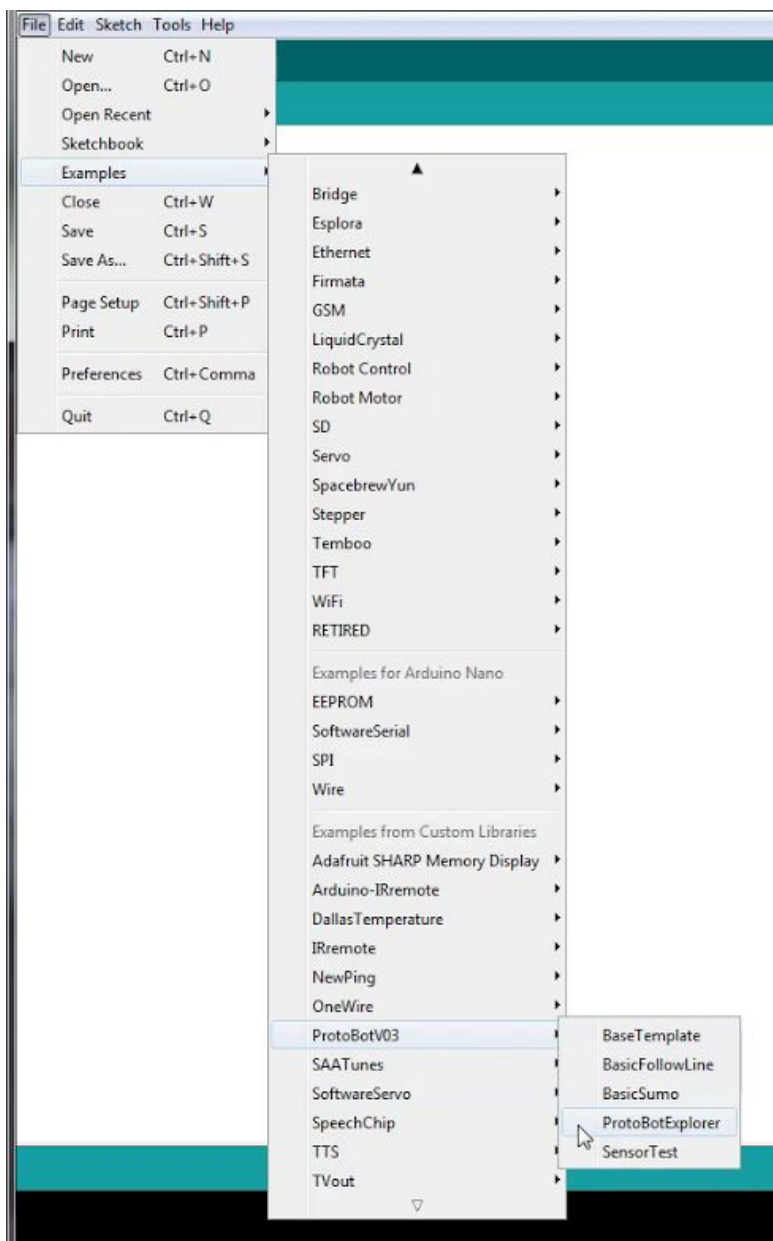 File Edit Sketch Tools Help
New Ctrl+N
Open... Ctrl+O
Open Recent
Sketchbook
Examples
Close Ctrl+W
Save Ctrl+S
Save As... Ctrl+Shift+S
Page Setup Ctrl+Shift+P
Print Ctrl+P
Preferences Ctrl+Comma
Quit Ctrl+Q
Bridge
Esplora
Ethernet
Firmata
GSM
LiquidCrystal
Robot Control
Robot Motor
SD
Servo
SpacebrewYun
Stepper
Temboo
TFT
WiFi
RETIRED
Examples for Arduino Nano
EEPROM
SoftwareSerial
SPI
Wire
Examples from Custom Libraries
Adafruit SHARP Memory Display
Arduino-IRremote
DallasTemperature
IRremote
NewPing
OneWire
ProtoBotV03
SAATunes
SoftwareServo
SpeechChip
TTS
TVout
BaseTemplate
BasicFollowLine
BasicSumo
ProtoBotExplorer
SensorTest